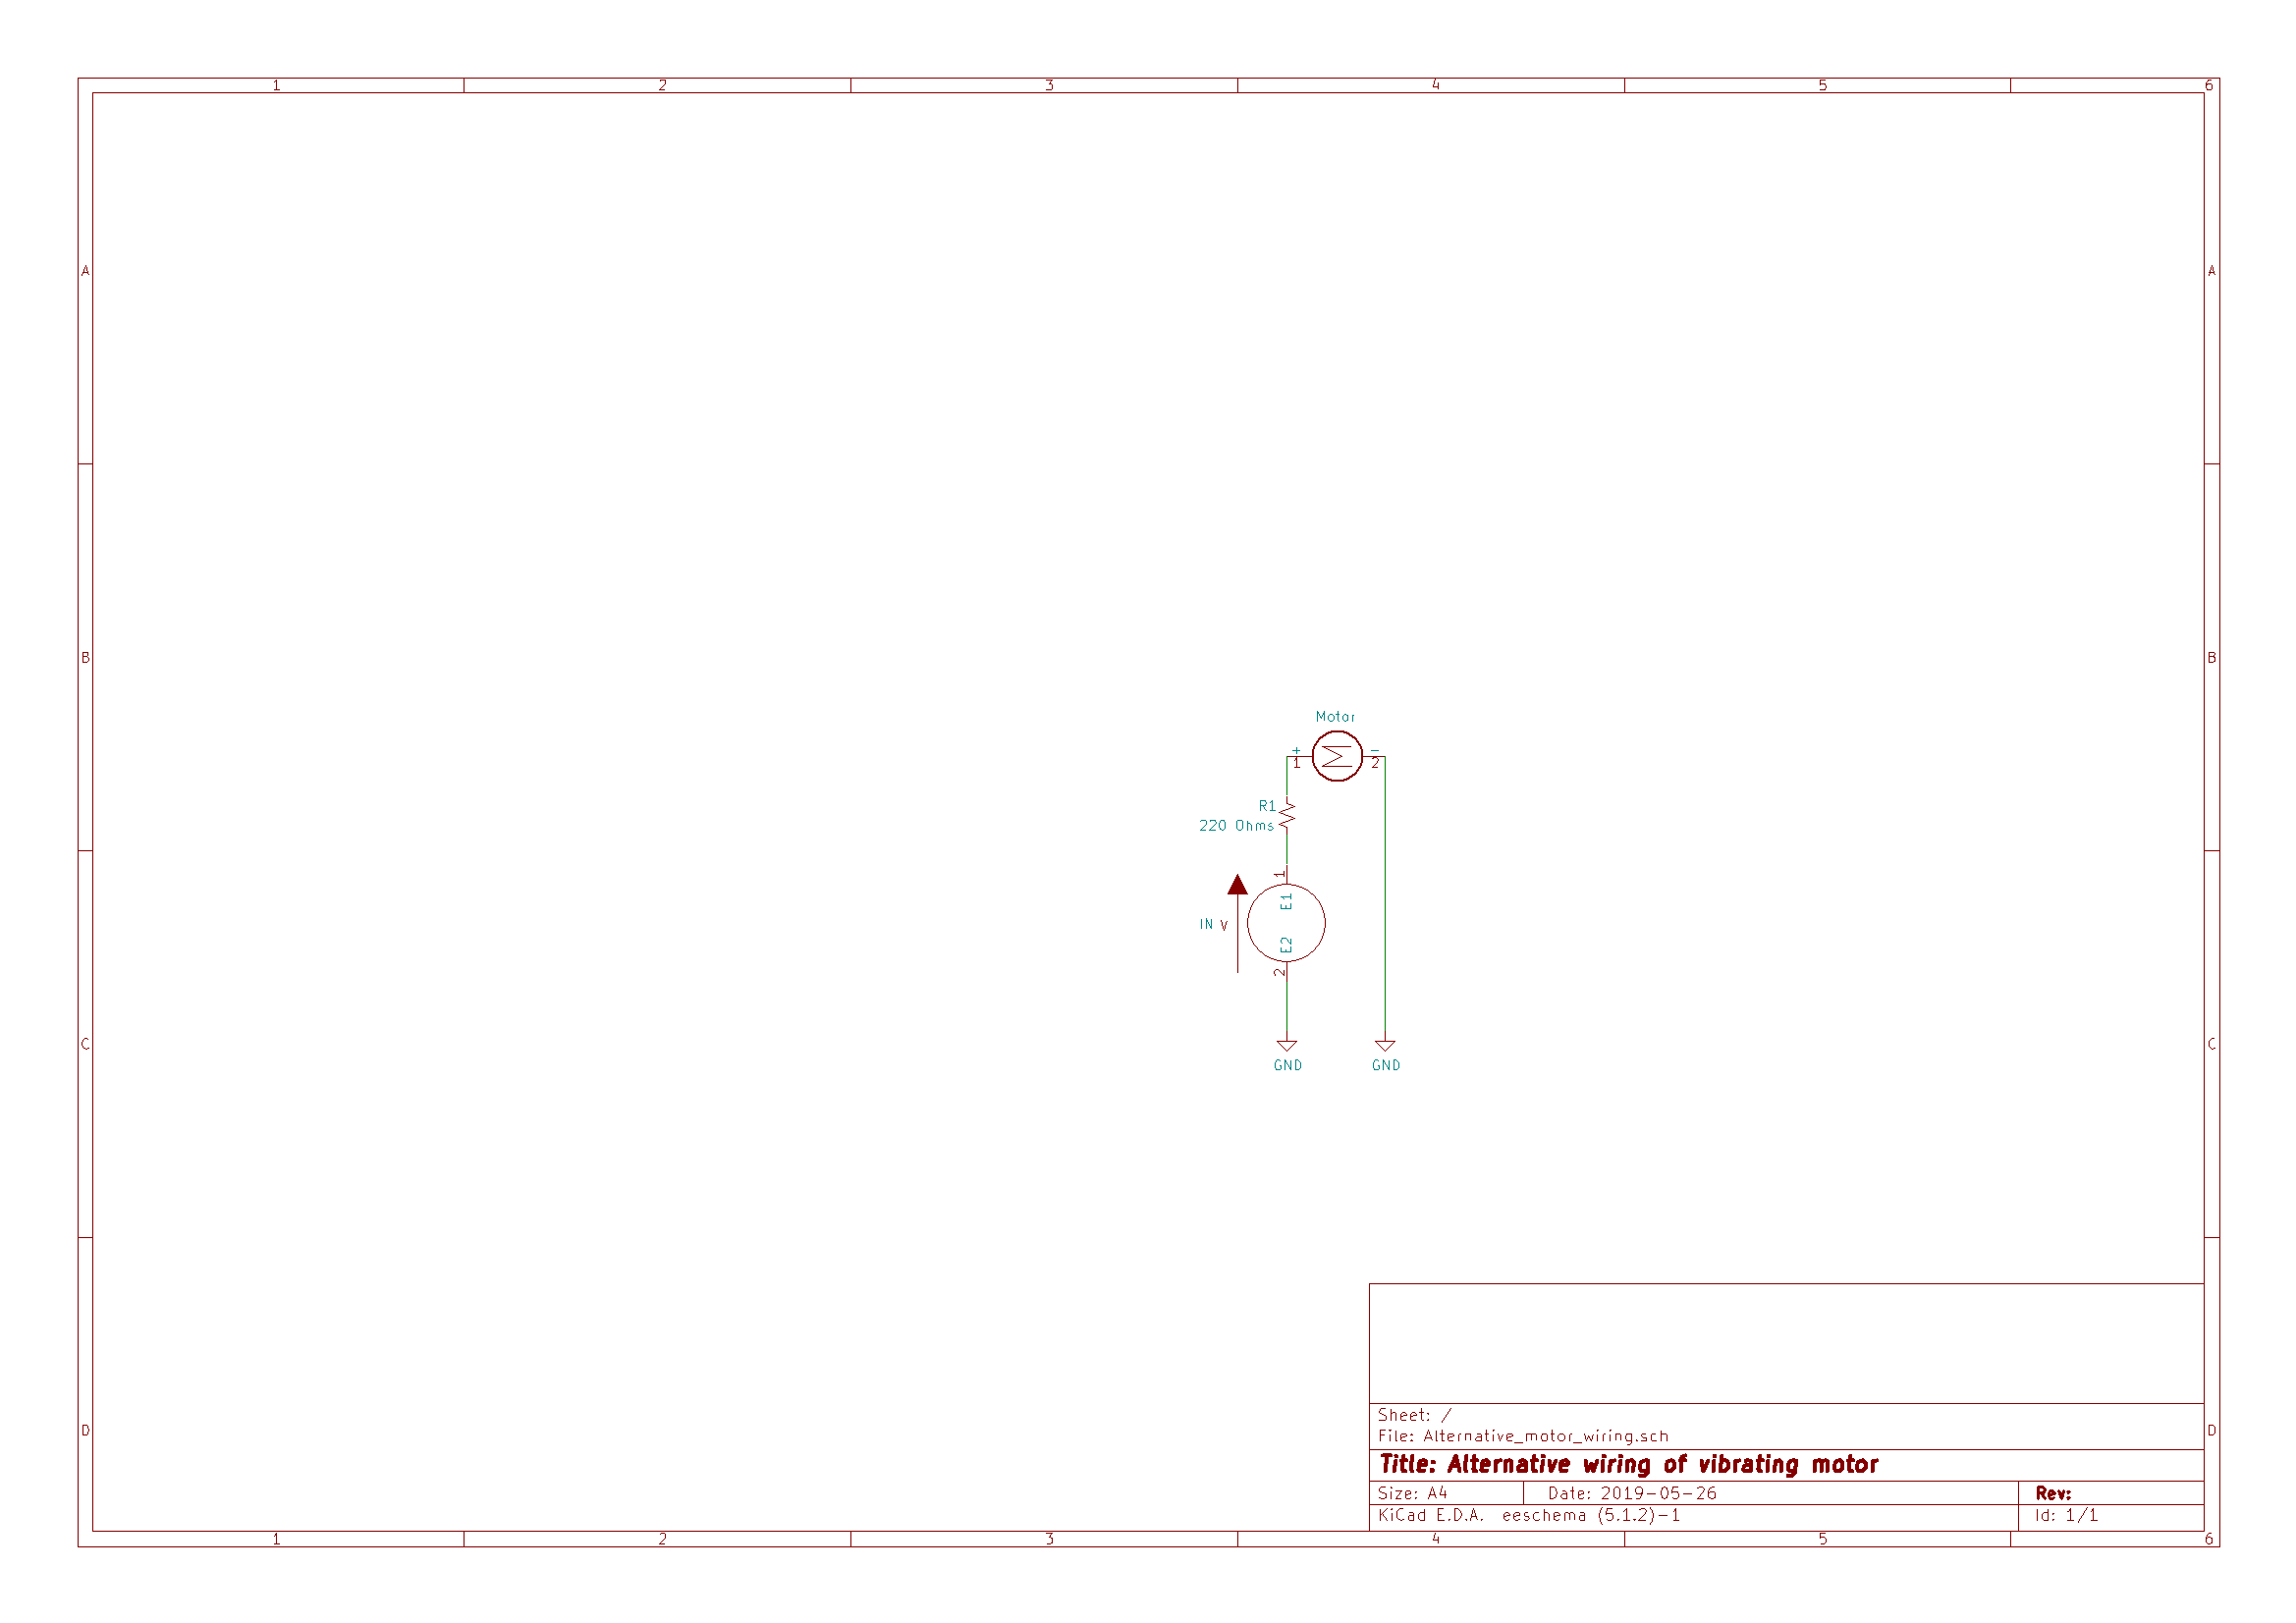 1 2 3 4 5 6
A A
B B
Motor
+ -
1 2
R1
220 Ohms
1
E1
IN V
E2
2
C C
GND GND
Sheet: /
File: Alternative_motor_wiring.sch
D D
Title: Alternative wiring of vibrating motor
Size: A4 Date: 2019-05-26 Rev:
KiCad E.D.A. eeschema (5.1.2)-1 Id: 1/1
1 2 3 4 5 6